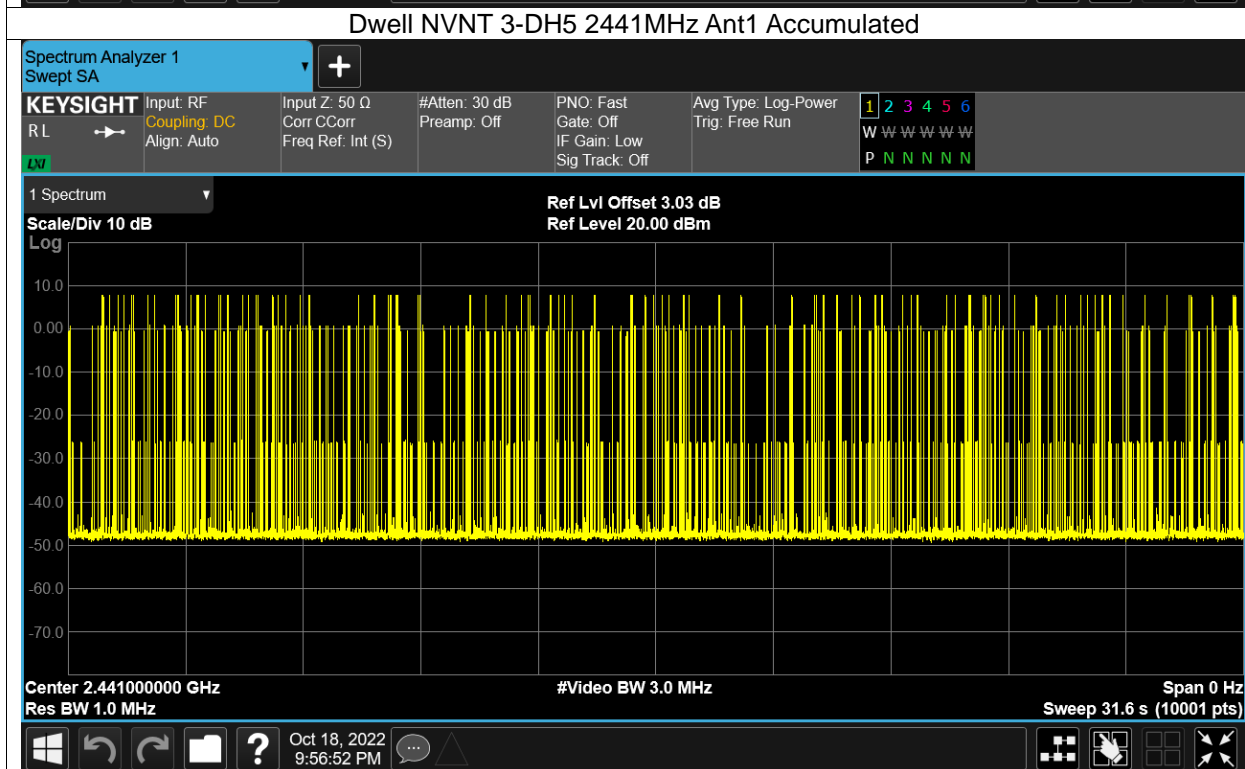 Dwell NVNT 3-DH5 2441MHz Ant1 Accumulated
Spectrum Analyzer 1
Swept SA
KEYSIGHT
R L
LXI
Input: RF
Coupling: DC
Align: Auto
Input Z: 50 Ω
Corr CCorr
Freq Ref: Int (S)
#Atten: 30 dB
Preamp: Off
PNO: Fast
Gate: Off
IF Gain: Low
Sig Track: Off
Avg Type: Log-Power
Trig: Free Run
1 2 3 4 5 6
W W W W W W
P N N N N N
1 Spectrum
Scale/Div 10 dB
Ref Lvl Offset 3.03 dB
Ref Level 20.00 dBm
Log
10.0
0.00
-10.0
-20.0
-30.0
-40.0
-50.0
-60.0
-70.0
Center 2.441000000 GHz
#Video BW 3.0 MHz
Span 0 Hz
Res BW 1.0 MHz
Sweep 31.6 s (10001 pts)
?
Oct 18, 2022
9:56:52 PM